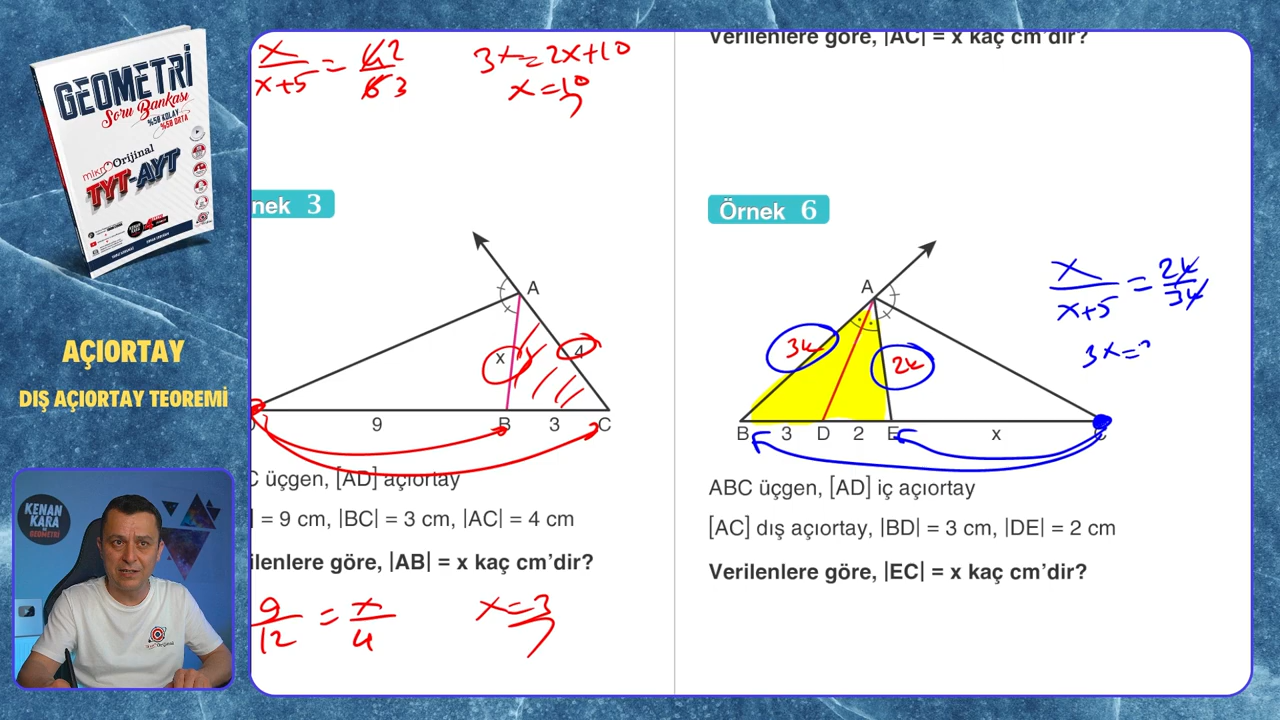 GEOMETRİ
Soru Bankası
%50 KOLAY
%50 ORTA
mikro Orijinal
TYT-AYT
AÇIORTAY
DIŞ AÇIORTAY TEOREMİ
KENAN
KARA
GEOMETRİ
x/(x+5) = 4 2/6 3
3x=2x+10
x=10
nek 3
A
x
4
9
B
3
C
C üçgen, [AD] açıortay
| = 9 cm, |BC| = 3 cm, |AC| = 4 cm
ilenlere göre, |AB| = x kaç cm'dir?
9/12 = x/4
x=3
Verilenlere göre, |AC| = x kaç cm'dir?
Örnek 6
A
3k
2k
B
3
D
2
E
x
C
x/(x+5) = 2k/3k
3x=2
ABC üçgen, [AD] iç açıortay
[AC] dış açıortay, |BD| = 3 cm, |DE| = 2 cm
Verilenlere göre, |EC| = x kaç cm'dir?